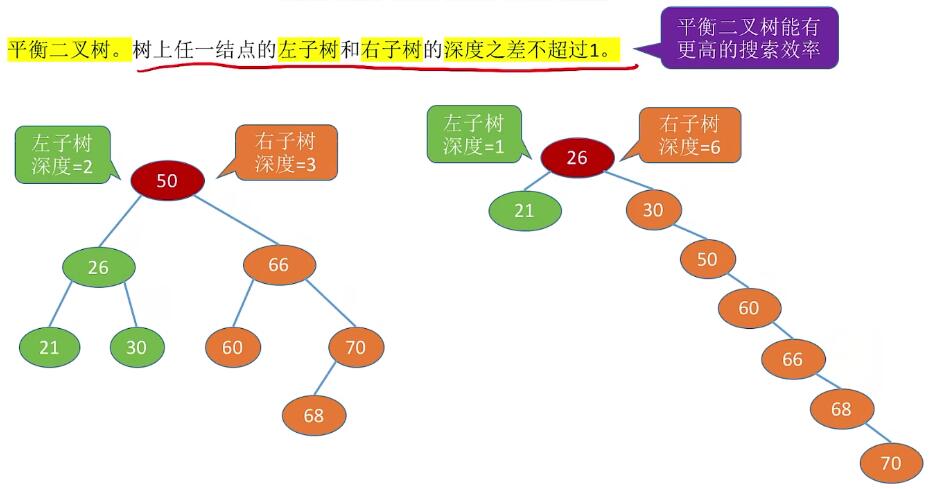 平衡二叉树。树上任一结点的左子树和右子树的深度之差不超过1。
平衡二叉树能有
更高的搜索效率
左子树
深度=2
右子树
深度=3
50
26
66
21
30
60
70
68
左子树
深度=1
右子树
深度=6
26
21
30
50
60
66
68
70